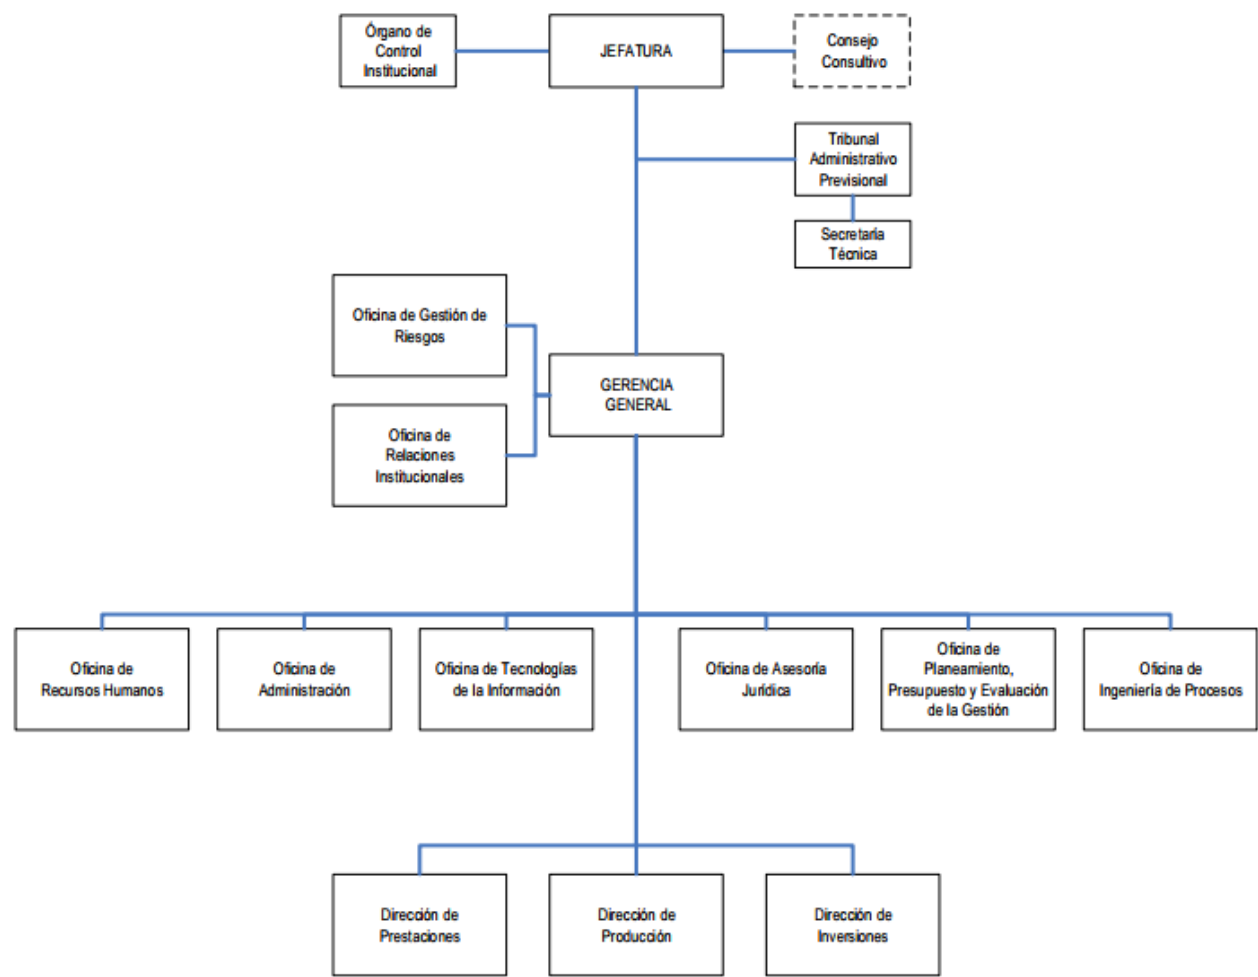 Órgano de
Control
Institucional
JEFATURA
Consejo
Consultivo
Tribunal
Administrativo
Previsional
Secretaría
Técnica
Oficina de Gestión de
Riesgos
GERENCIA
GENERAL
Oficina de
Relaciones
Institucionales
Oficina de
Recursos Humanos
Oficina de
Administración
Oficina de Tecnologías
de la Información
Oficina de Asesoría
Jurídica
Oficina de
Planeamiento,
Presupuesto y Evaluación
de la Gestión
Oficina de
Ingeniería de Procesos
Dirección de
Prestaciones
Dirección de
Producción
Dirección de
Inversiones